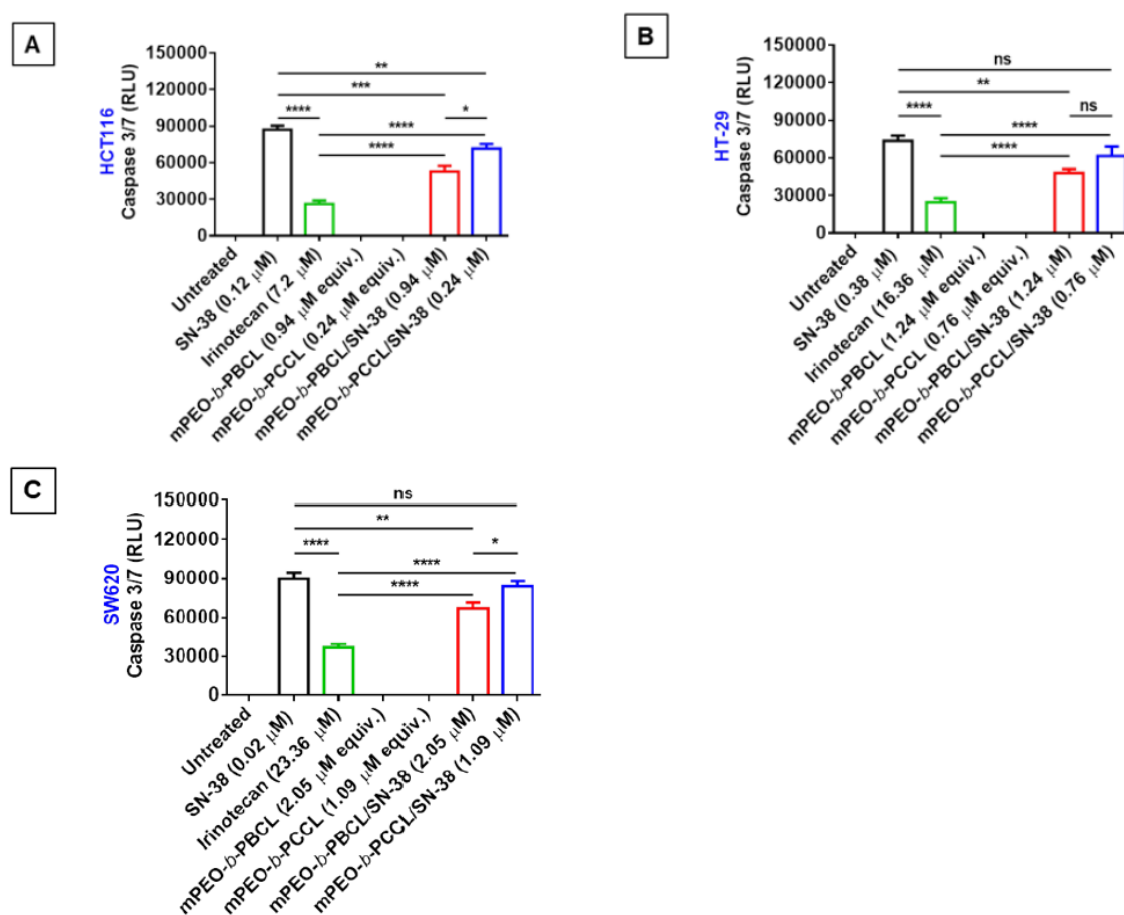 A
HCT116
Caspase 3/7 (RLU)
150000
120000
90000
60000
30000
0
**
***
****
*
****
****
Untreated
SN-38 (0.12 μM)
Irinotecan (7.2 μM)
mPEO-b-PBCL (0.94 μM equiv.)
mPEO-b-PCCL (0.24 μM equiv.)
mPEO-b-PBCL/SN-38 (0.94 μM)
mPEO-b-PCCL/SN-38 (0.24 μM)
B
HT-29
Caspase 3/7 (RLU)
150000
120000
90000
60000
30000
0
ns
**
****
ns
****
****
Untreated
SN-38 (0.38 μM)
Irinotecan (16.36 μM)
mPEO-b-PBCL (1.24 μM equiv.)
mPEO-b-PCCL (0.76 μM equiv.)
mPEO-b-PBCL/SN-38 (1.24 μM)
mPEO-b-PCCL/SN-38 (0.76 μM)
C
SW620
Caspase 3/7 (RLU)
150000
120000
90000
60000
30000
0
ns
**
****
*
****
****
Untreated
SN-38 (0.02 μM)
Irinotecan (23.36 μM)
mPEO-b-PBCL (2.05 μM equiv.)
mPEO-b-PCCL (1.09 μM equiv.)
mPEO-b-PBCL/SN-38 (2.05 μM)
mPEO-b-PCCL/SN-38 (1.09 μM)